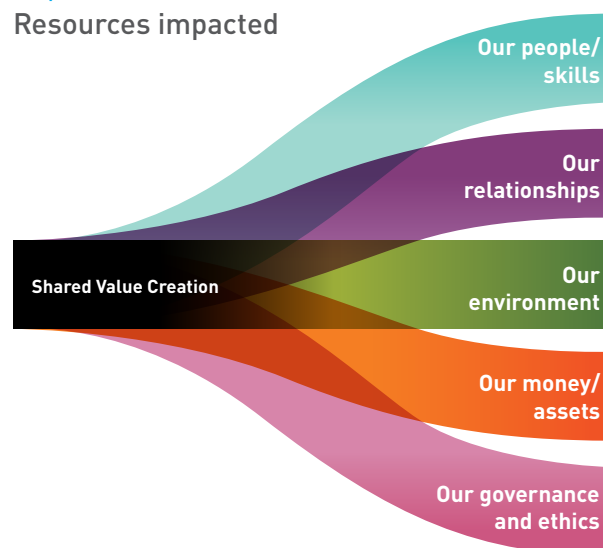 Resources impacted
Our people/
skills
Our
relationships
Shared Value Creation
Our
environment
Our money/
assets
Our governance
and ethics